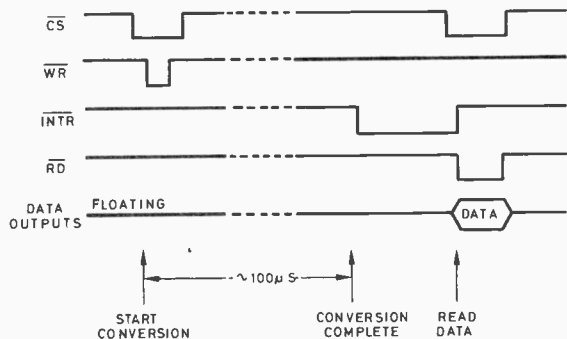 CS
WR
INTR
RD
FLOATING
DATA
OUTPUTS
DATA
~100µS
START
CONVERSION
CONVERSION
COMPLETE
READ
DATA